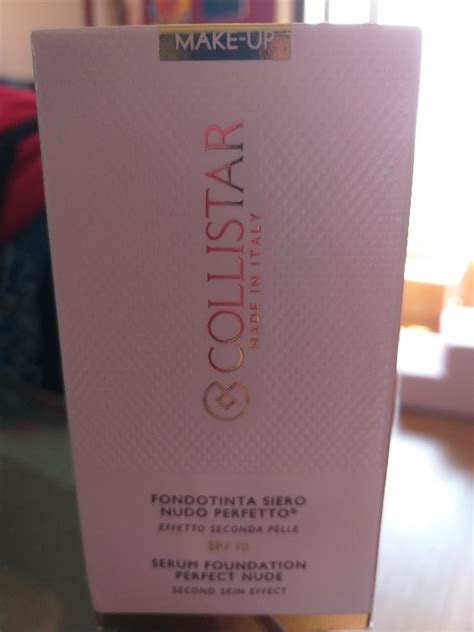 MAKE-UP
COLLISTAR
MADE IN ITALY
FONDOTINTA SIERO
NUDO PERFETTO®
EFFETTO SECONDA PELLE
SPF 15
SERUM FOUNDATION
PERFECT NUDE
SECOND SKIN EFFECT